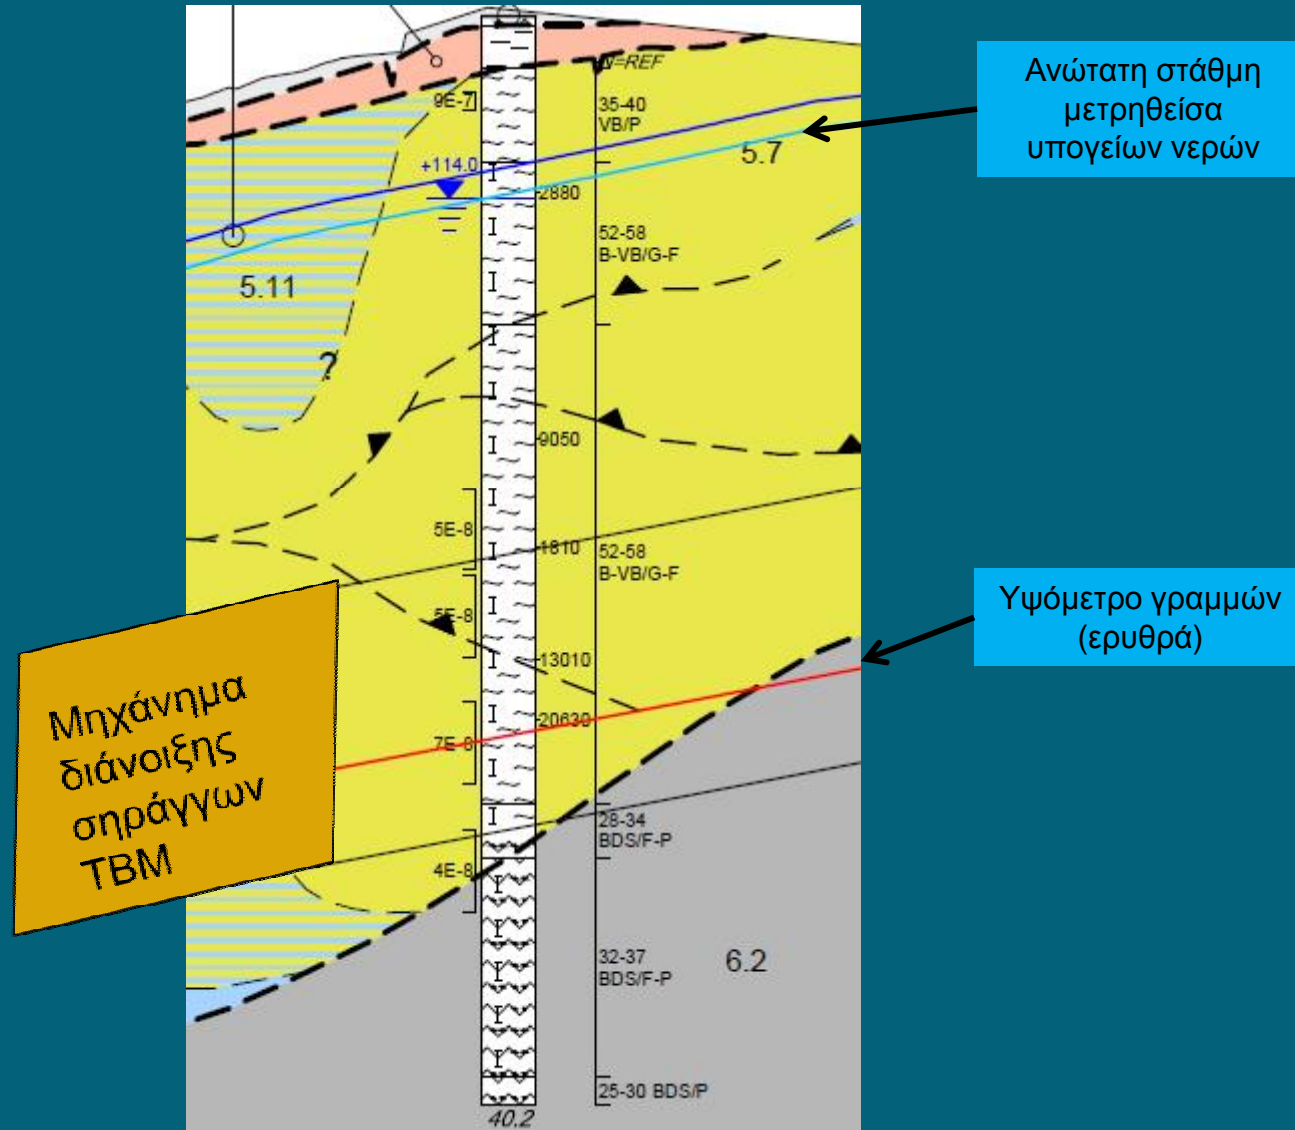 N=REF
9E-7
35-40
VB/P
+114.0
5.7
2880
52-58
B-VB/G-F
5.11
?
9050
5E-8
1810
52-58
B-VB/G-F
5E-8
13010
20630
28-34
BDS/F-P
4E-8
32-37
BDS/F-P
6.2
25-30 BDS/P
40.2
Ανώτατη στάθμη
μετρηθείσα
υπογείων νερών
Υψόμετρο γραμμών
(ερυθρά)
Μηχάνημα
διάνοιξης
σηράγγων
TBM